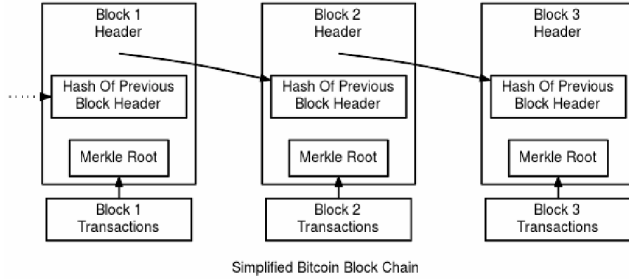 Block 1
Header
Block 2
Header
Block 3
Header
Hash Of Previous
Block Header
Hash Of Previous
Block Header
Hash Of Previous
Block Header
Merkle Root
Merkle Root
Merkle Root
Block 1
Transactions
Block 2
Transactions
Block 3
Transactions
Simplified Bitcoin Block Chain